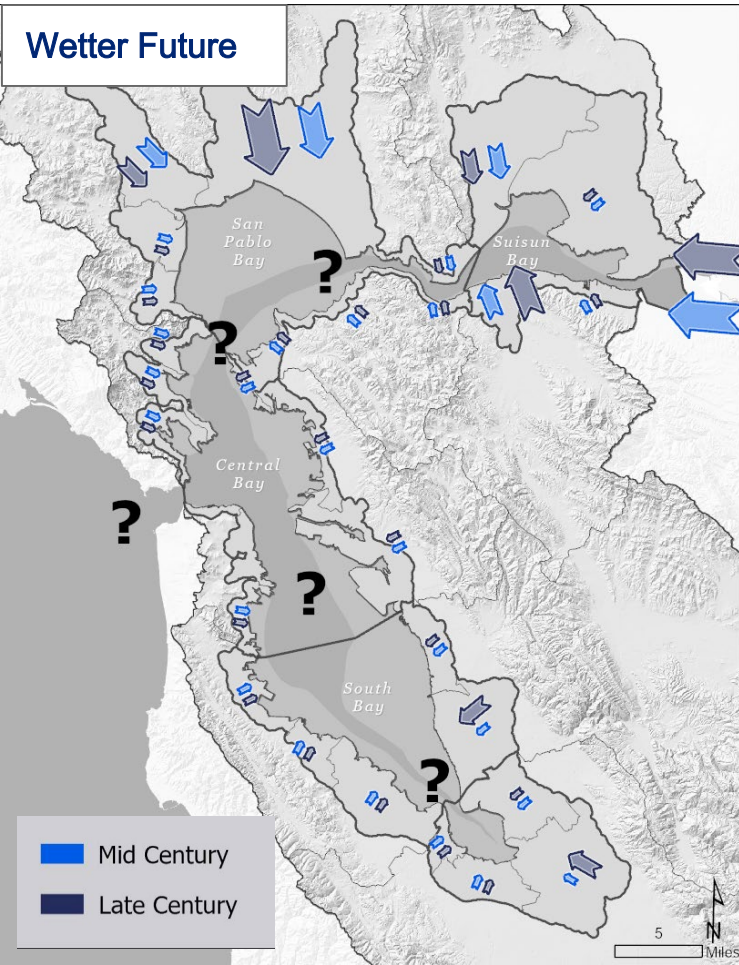 Wetter Future
San
Pablo
Bay
Suisun
Bay
?
?
Central
Bay
?
?
South
Bay
?
Mid Century
Late Century
N
5
Miles